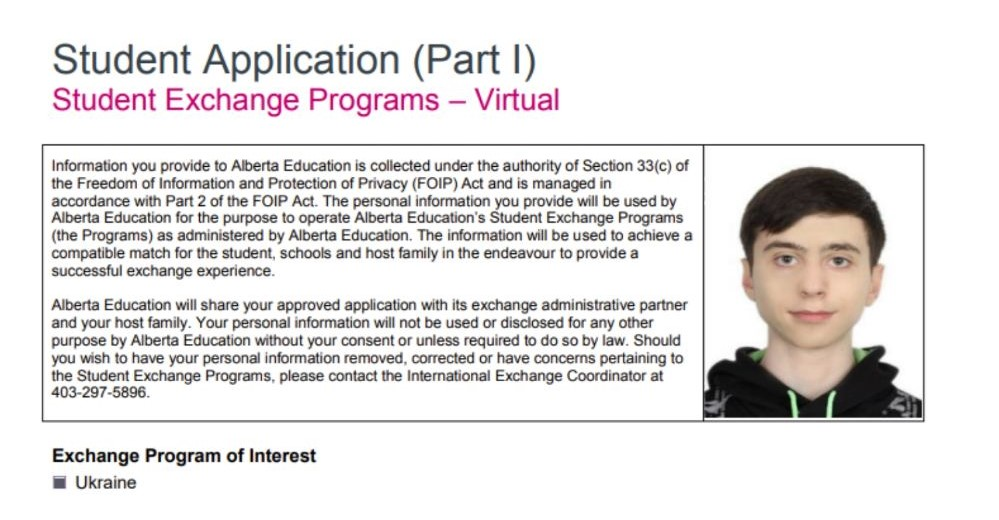 Student Application (Part I)
Student Exchange Programs – Virtual
Information you provide to Alberta Education is collected under the authority of Section 33(c) of
the Freedom of Information and Protection of Privacy (FOIP) Act and is managed in
accordance with Part 2 of the FOIP Act. The personal information you provide will be used by
Alberta Education for the purpose to operate Alberta Education's Student Exchange Programs
(the Programs) as administered by Alberta Education. The information will be used to achieve a
compatible match for the student, schools and host family in the endeavour to provide a
successful exchange experience.
Alberta Education will share your approved application with its exchange administrative partner
and your host family. Your personal information will not be used or disclosed for any other
purpose by Alberta Education without your consent or unless required to do so by law. Should
you wish to have your personal information removed, corrected or have concerns pertaining to
the Student Exchange Programs, please contact the International Exchange Coordinator at
403-297-5896.
Exchange Program of Interest
Ukraine